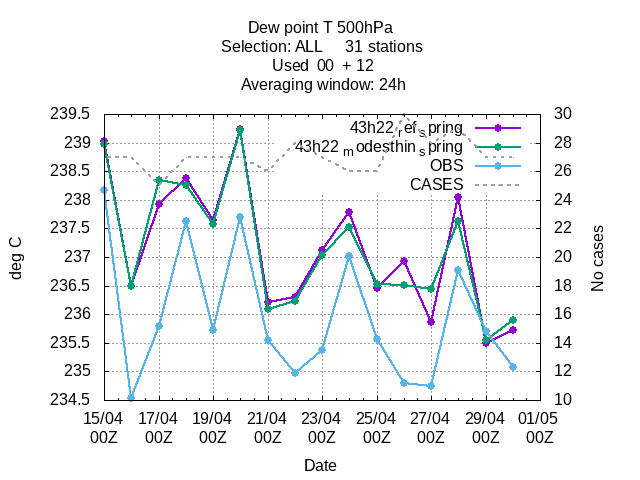 Dew point T 500hPa
Selection: ALL     31 stations
Used  00  + 12
Averaging window: 24h
239.5
239
238.5
238
237.5
237
236.5
236
235.5
235
234.5
deg C
43h22_ref_spring
43h22_modesthin_spring
OBS
CASES
30
28
26
24
22
20
18
16
14
12
10
No cases
15/04 17/04 19/04 21/04 23/04 25/04 27/04 29/04 01/05
00Z 00Z 00Z 00Z 00Z 00Z 00Z 00Z 00Z
Date